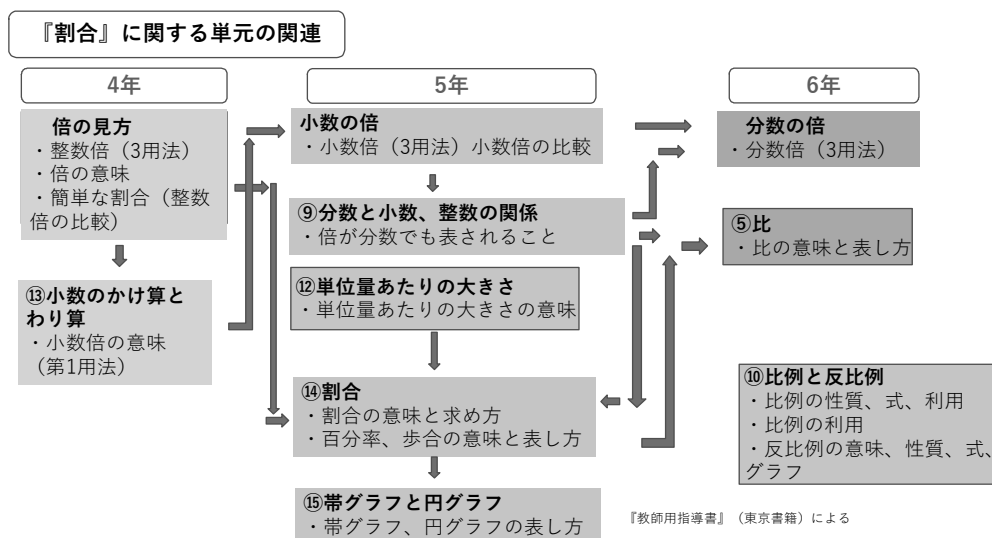 『割合』に関する単元の関連
4年
5年
6年
倍の見方
・整数倍（3用法）
・倍の意味
・簡単な割合（整数
倍の比較）
⑬小数のかけ算と
わり算
・小数倍の意味
（第1用法）
小数の倍
・小数倍（3用法）小数倍の比較
⑨分数と小数、整数の関係
・倍が分数でも表されること
⑫単位量あたりの大きさ
・単位量あたりの大きさの意味
⑭割合
・割合の意味と求め方
・百分率、歩合の意味と表し方
⑮帯グラフと円グラフ
・帯グラフ、円グラフの表し方
分数の倍
・分数倍（3用法）
⑤比
・比の意味と表し方
⑩比例と反比例
・比例の性質、式、利用
・比例の利用
・反比例の意味、性質、式、
グラフ
『教師用指導書』（東京書籍）による